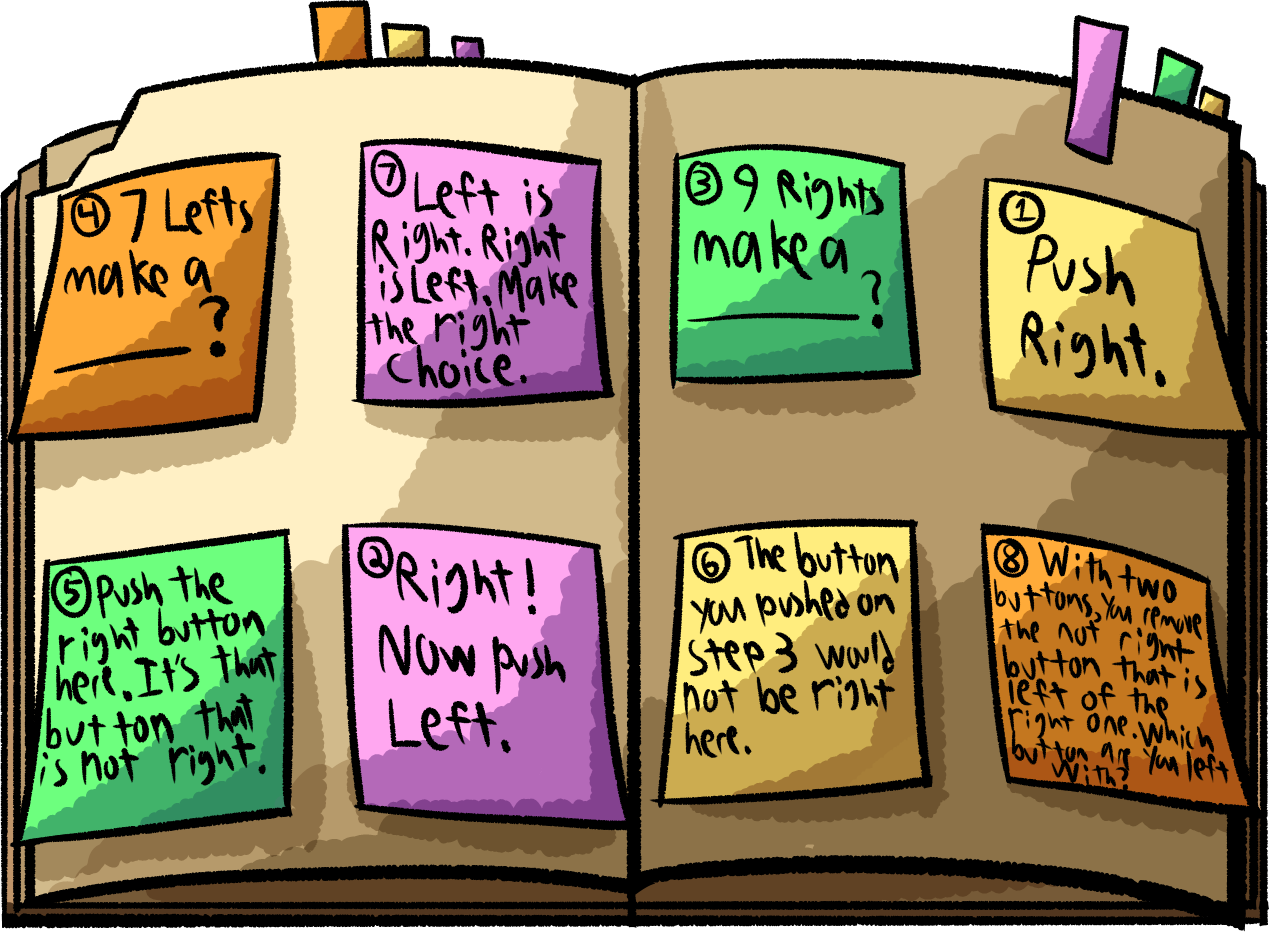 ④ 7 Lefts
make a
?
⑦ Left is
Right. Right
is Left. Make
the right
choice.
③ 9 Rights
make a
?
① Push
Right.
⑤ Push the
right button
here. It's that
button that
is not right.
② Right!
Now push
Left.
⑥ The button
you pushed on
step 3 would
not be right
here.
⑧ With two
buttons, you remove
the not right
button that is
left of the
right one. Which
button are you left
with?